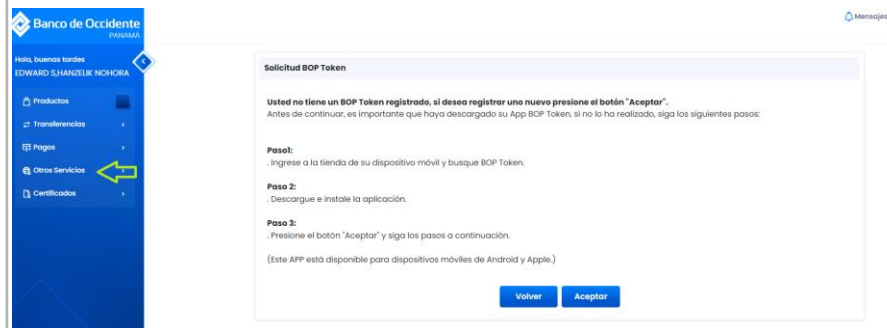 Banco de Occidente
PANAMÁ
Mensajes
Hola, buenas tardes
EDWARD S,HANZELIK NOHORA
Productos
Transferencias
Pagos
Otros Servicios
Certificados
Solicitud BOP Token
Usted no tiene un BOP Token registrado, si desea registrar uno nuevo presione el botón "Aceptar".
Antes de continuar, es importante que haya descargado su App BOP Token, si no lo ha realizado, siga los siguientes pasos:
Paso1:
. Ingrese a la tienda de su dispositivo móvil y busque BOP Token.
Paso 2:
. Descargue e instale la aplicación.
Paso 3:
. Presione el botón "Aceptar" y siga los pasos a continuación.
(Este APP está disponible para dispositivos móviles de Android y Apple.)
Volver Aceptar